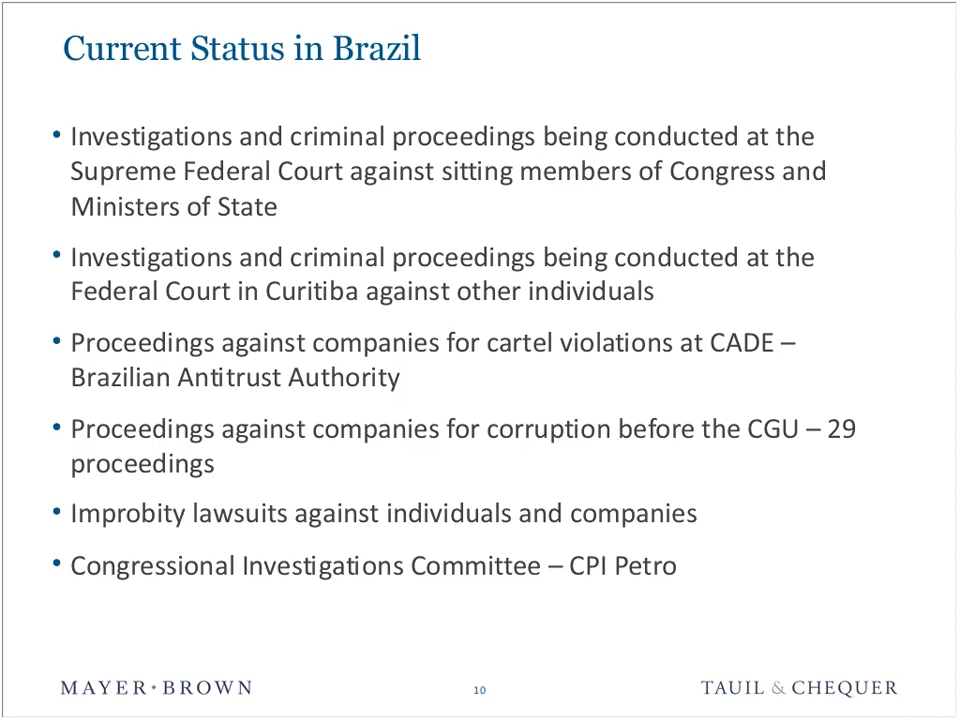 Current Status in Brazil
• Investigations and criminal proceedings being conducted at the
Supreme Federal Court against sitting members of Congress and
Ministers of State
• Investigations and criminal proceedings being conducted at the
Federal Court in Curitiba against other individuals
• Proceedings against companies for cartel violations at CADE –
Brazilian Antitrust Authority
• Proceedings against companies for corruption before the CGU – 29
proceedings
• Improbity lawsuits against individuals and companies
• Congressional Investigations Committee – CPI Petro
MAYER • BROWN
10
TAUIL & CHEQUER